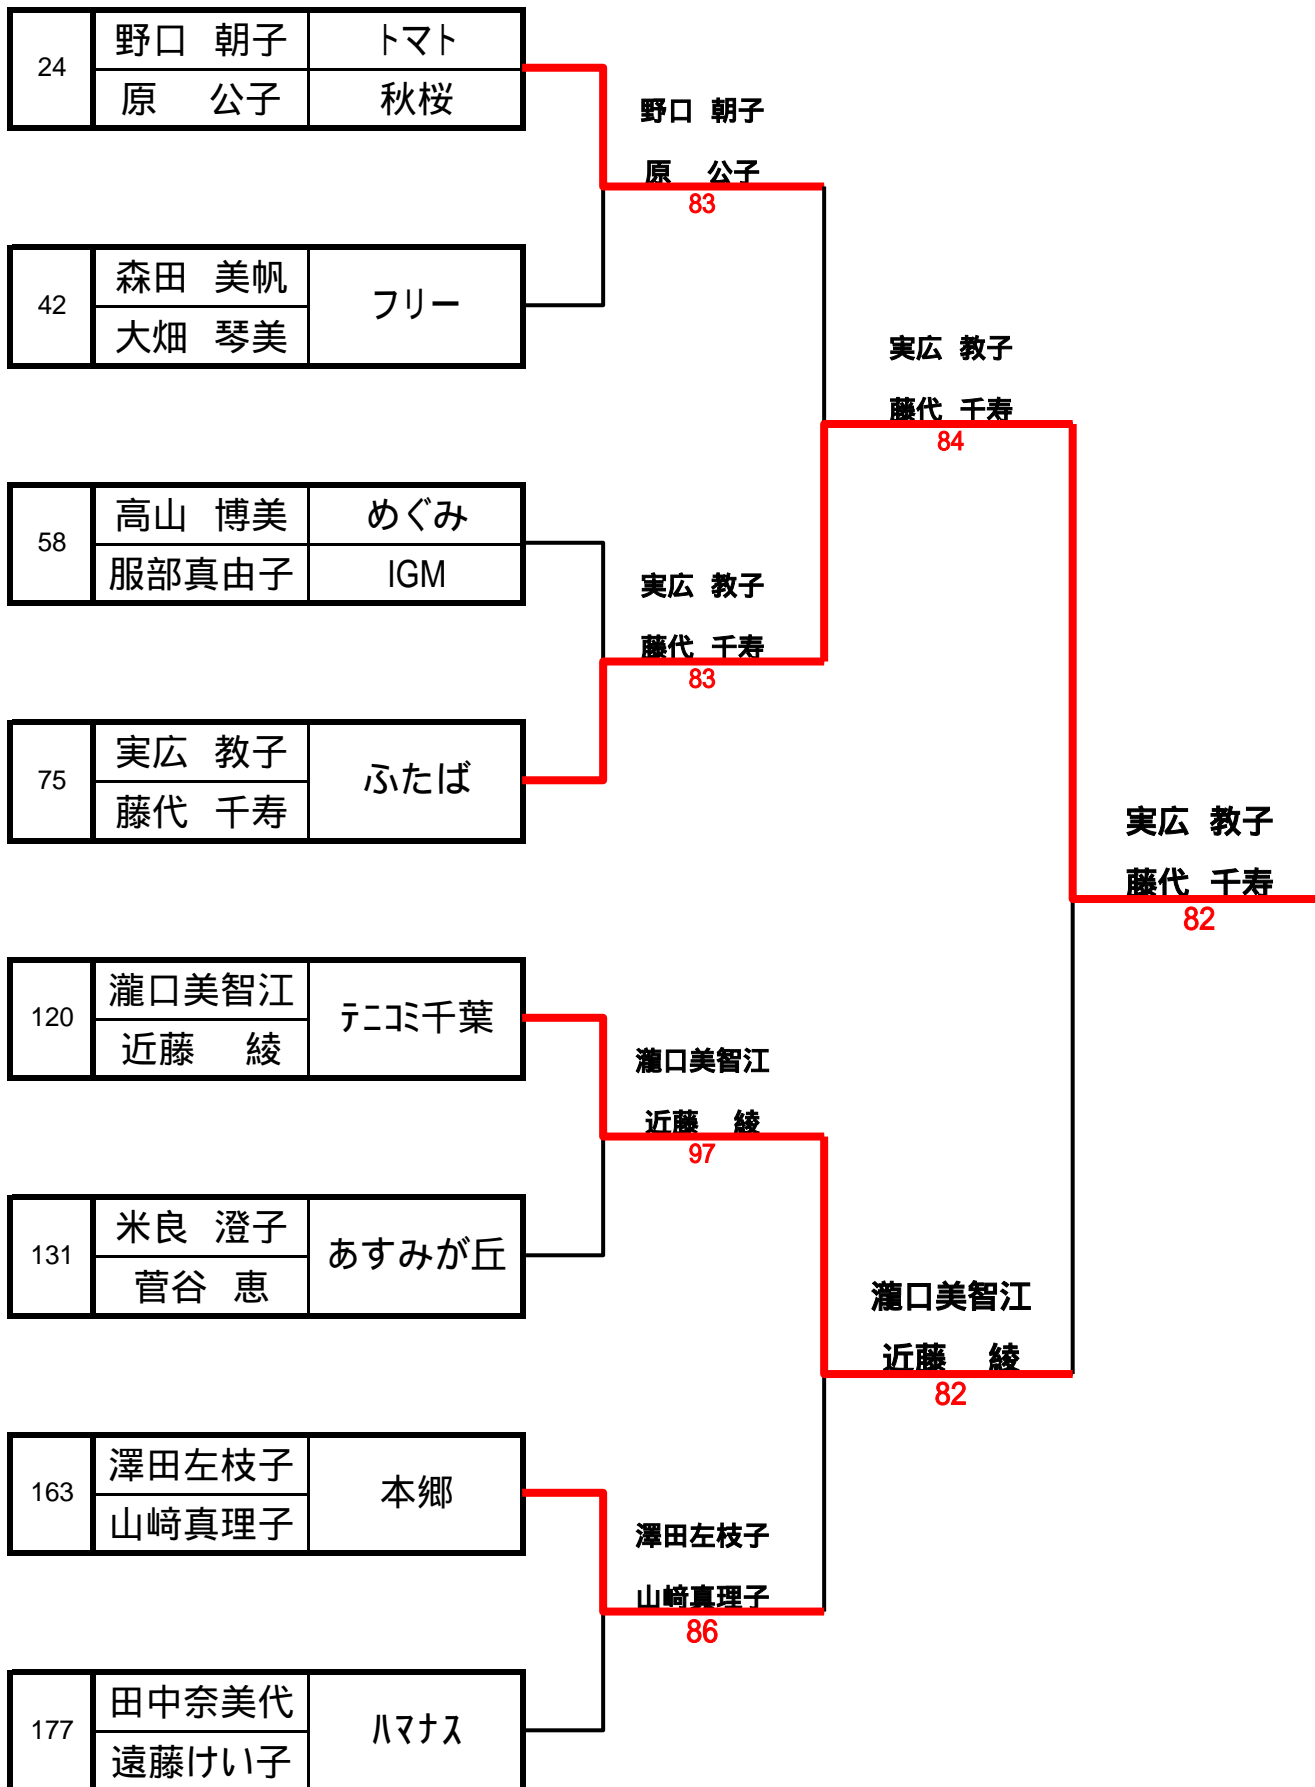 24
野口 朝子
トマト
原 公子
秋桜
42
森田 美帆
大畑 琴美
フリー
58
高山 博美
めぐみ
服部真由子
IGM
75
実広 教子
藤代 千寿
ふたば
120
瀧口美智江
近藤 綾
テニコミ千葉
131
米良 澄子
菅谷 恵
あすみが丘
163
澤田左枝子
山﨑真理子
本郷
177
田中奈美代
遠藤けい子
ハマナス
野口 朝子
原 公子
83
実広 教子
藤代 千寿
83
瀧口美智江
近藤 綾
97
澤田左枝子
山﨑真理子
86
実広 教子
藤代 千寿
84
瀧口美智江
近藤 綾
82
実広 教子
藤代 千寿
82